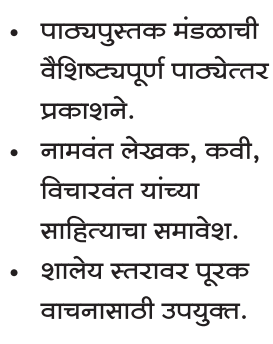 • पाठ्यपुस्तक मंडळाची
वैशिष्ट्यपूर्ण पाठ्येत्तर
प्रकाशने.
• नामवंत लेखक, कवी,
विचारवंत यांच्या
साहित्याचा समावेश.
• शालेय स्तरावर पूरक
वाचनासाठी उपयुक्त.